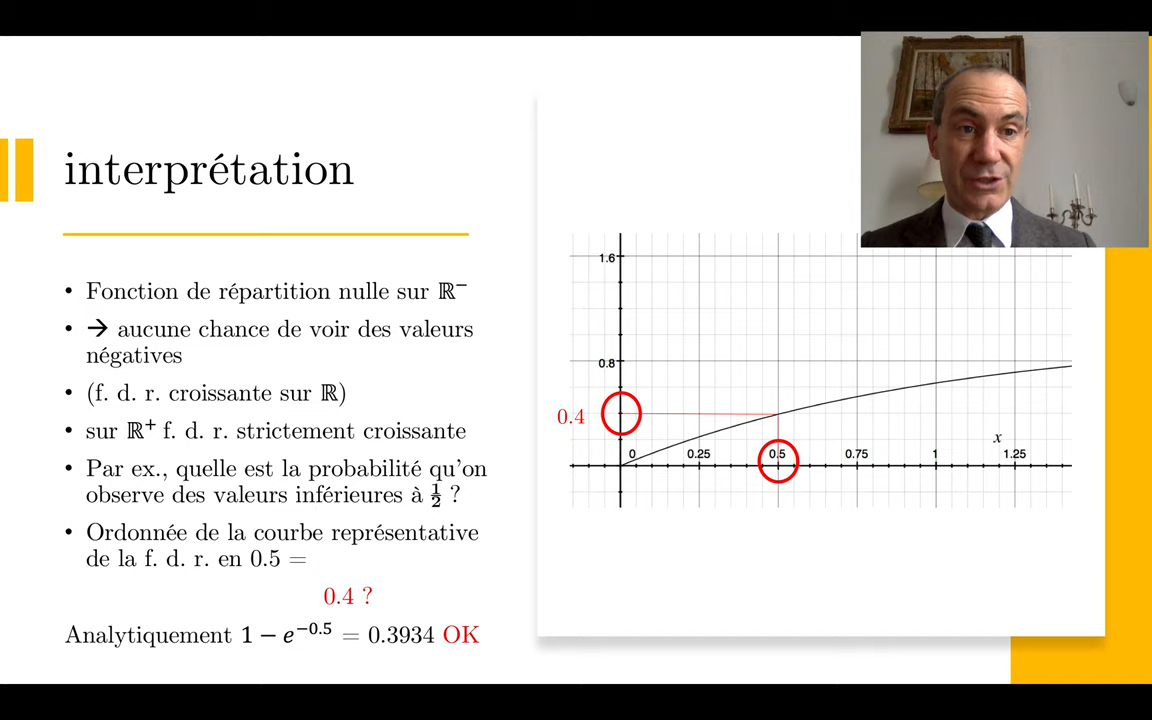 interprétation
• Fonction de répartition nulle sur ℝ⁻
• → aucune chance de voir des valeurs
négatives
• (f. d. r. croissante sur ℝ)
• sur ℝ⁺ f. d. r. strictement croissante
• Par ex., quelle est la probabilité qu'on
observe des valeurs inférieures à ½ ?
• Ordonnée de la courbe représentative
de la f. d. r. en 0.5 =
0.4 ?
Analytiquement 1 − e^−0.5 = 0.3934 OK
1.6
0.8
0.4
x
0 0.25 0.5 0.75 1 1.25